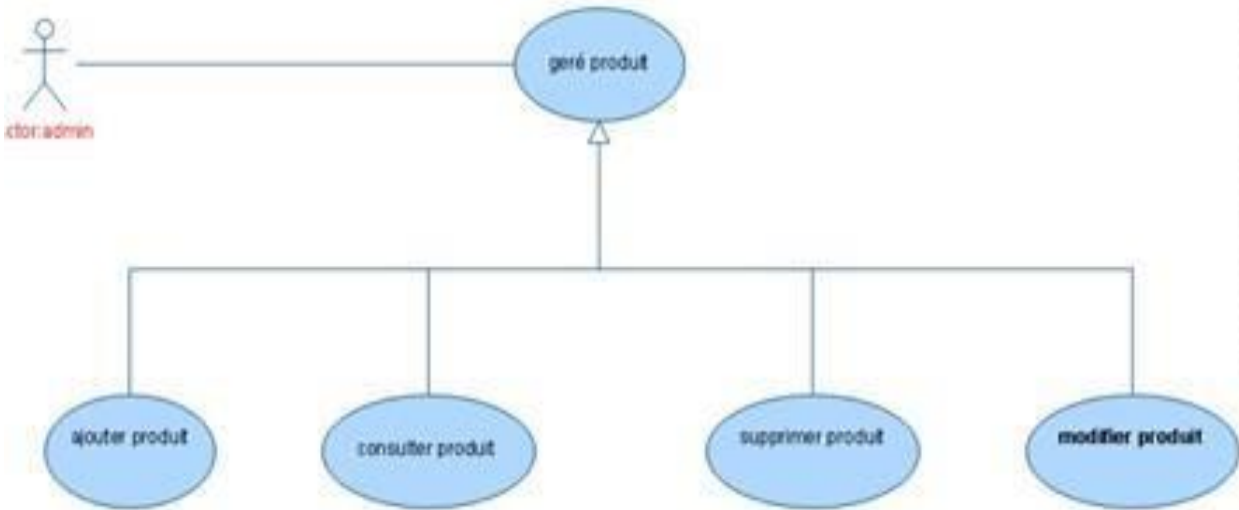 geré produit
ctor:admin
ajouter produit
consulter produit
supprimer produit
modifier produit